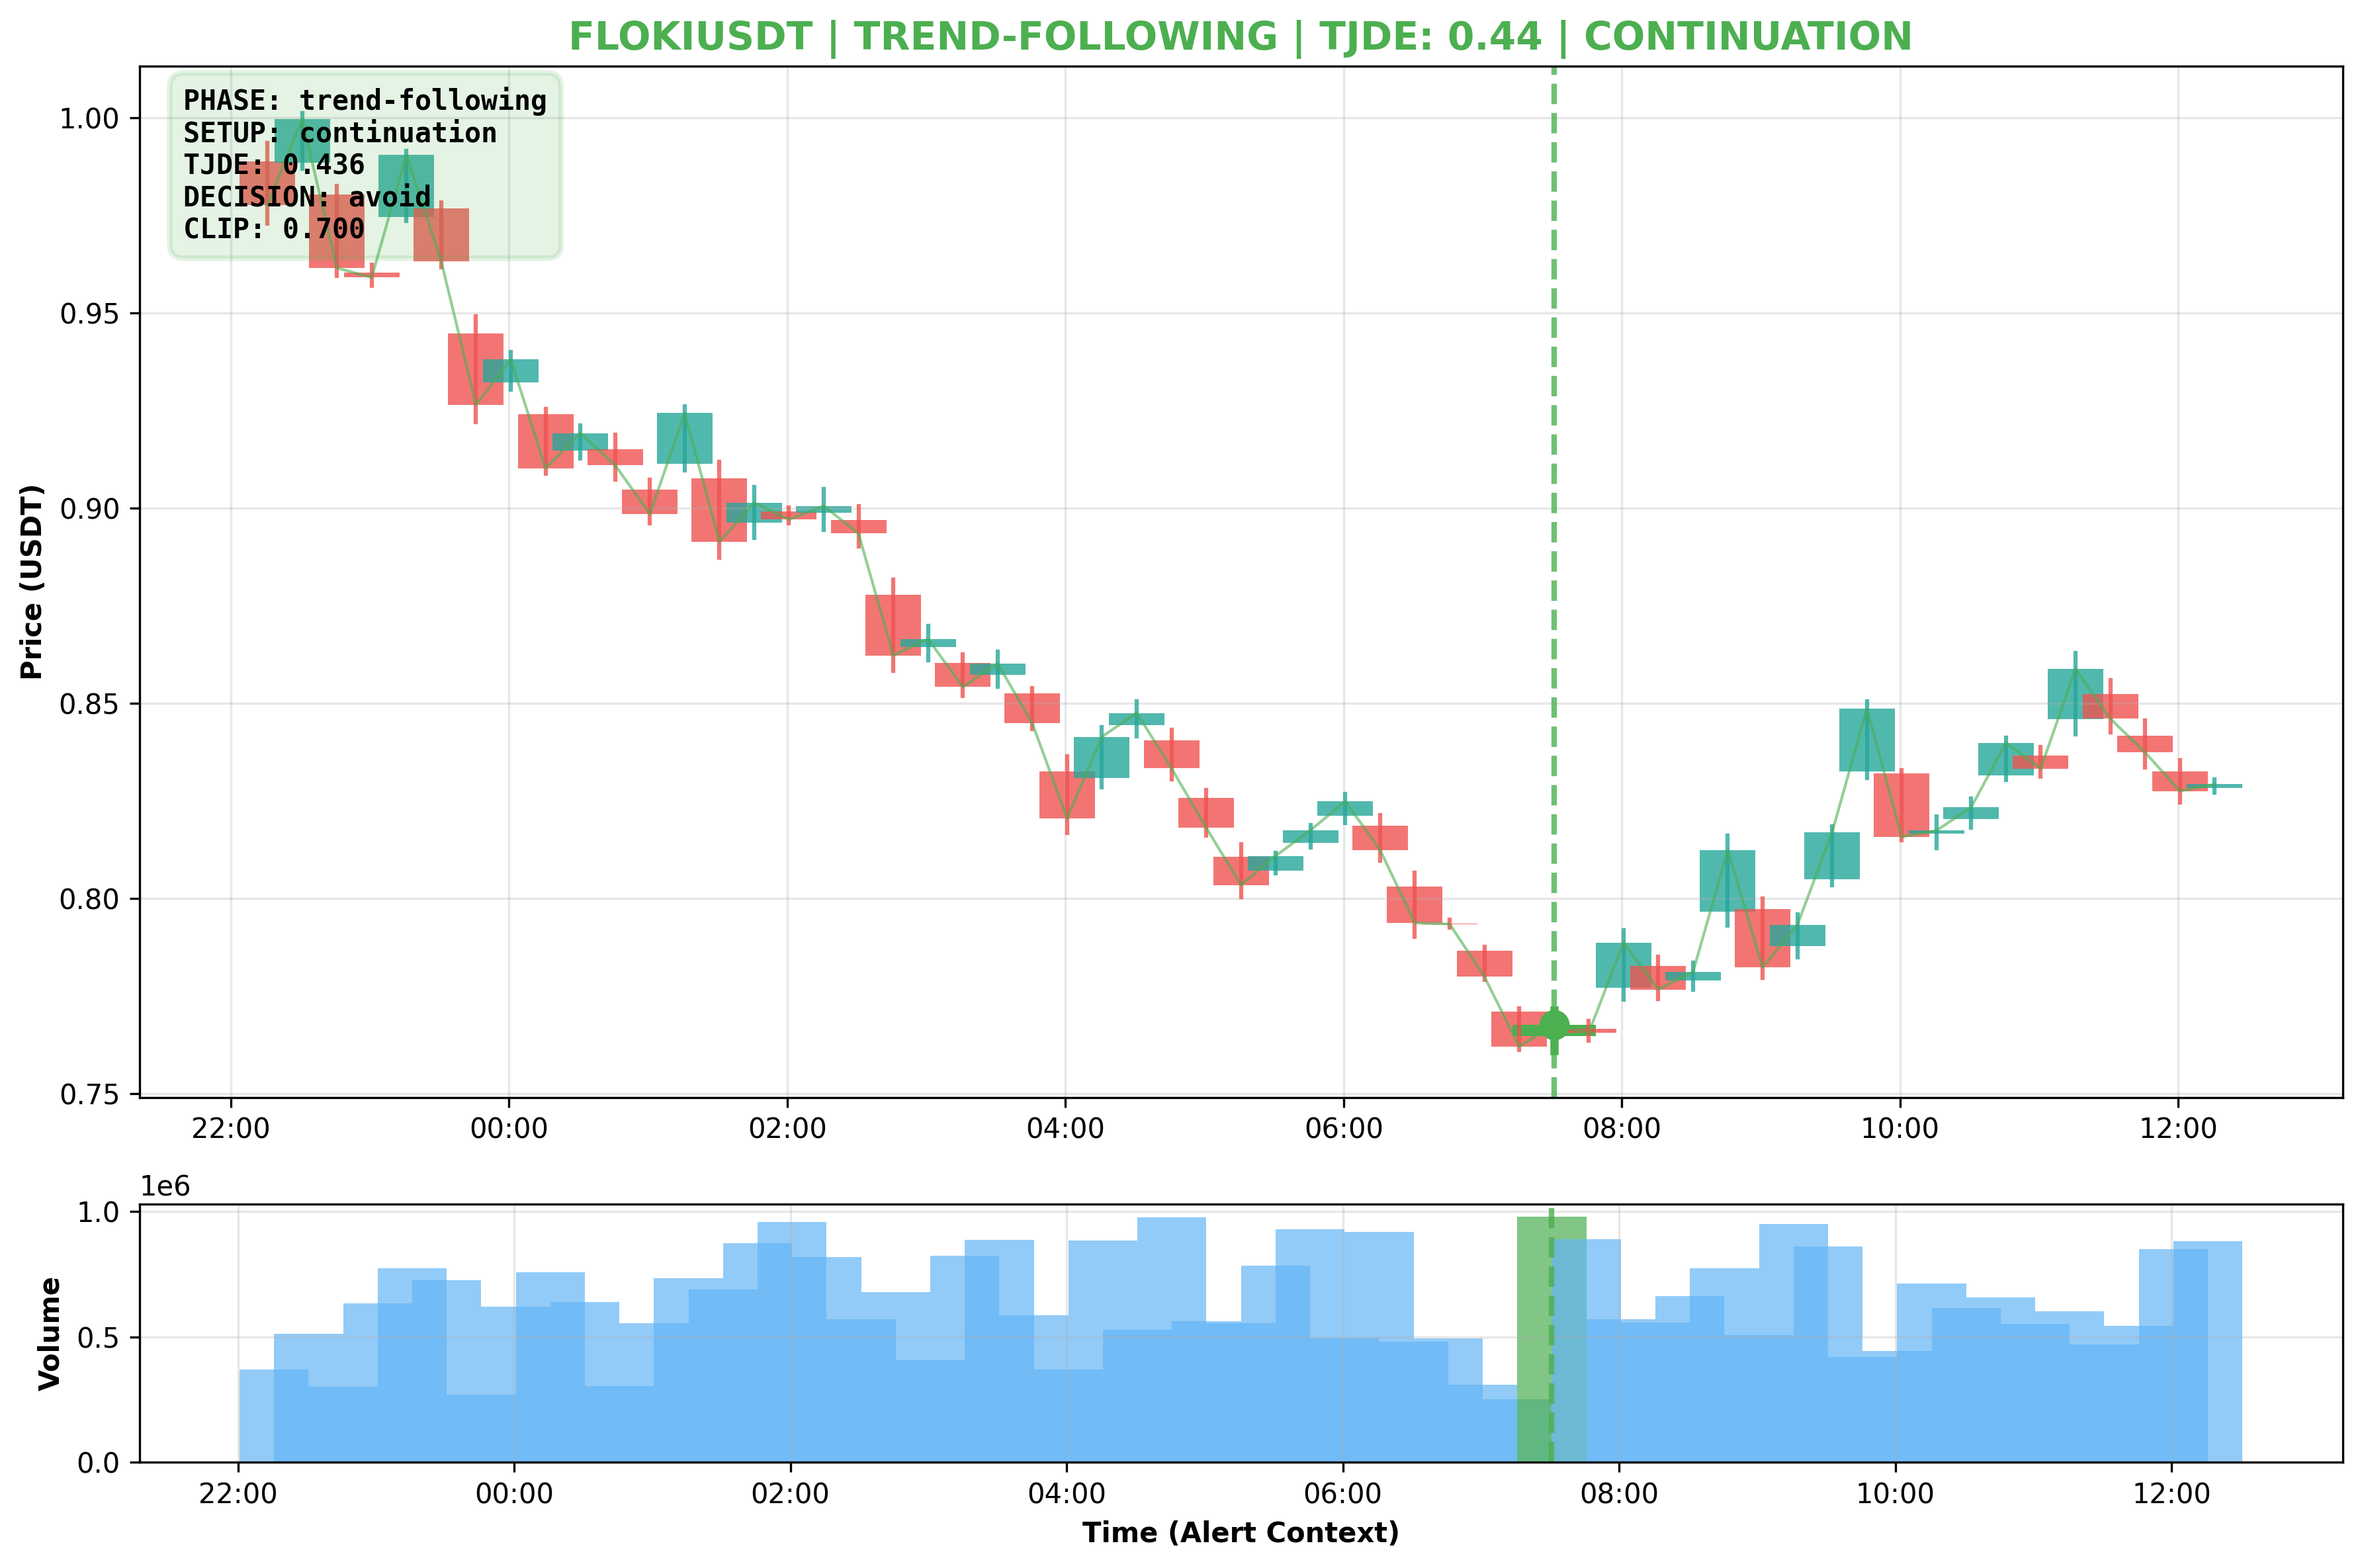 FLOKIUSDT | TREND-FOLLOWING | TJDE: 0.44 | CONTINUATION
PHASE: trend-following
SETUP: continuation
TJDE: 0.436
DECISION: avoid
CLIP: 0.700
Price (USDT)
1.00
0.95
0.90
0.85
0.80
0.75
22:00 00:00 02:00 04:00 06:00 08:00 10:00 12:00
1e6
Volume
1.0
0.5
0.0
22:00 00:00 02:00 04:00 06:00 08:00 10:00 12:00
Time (Alert Context)